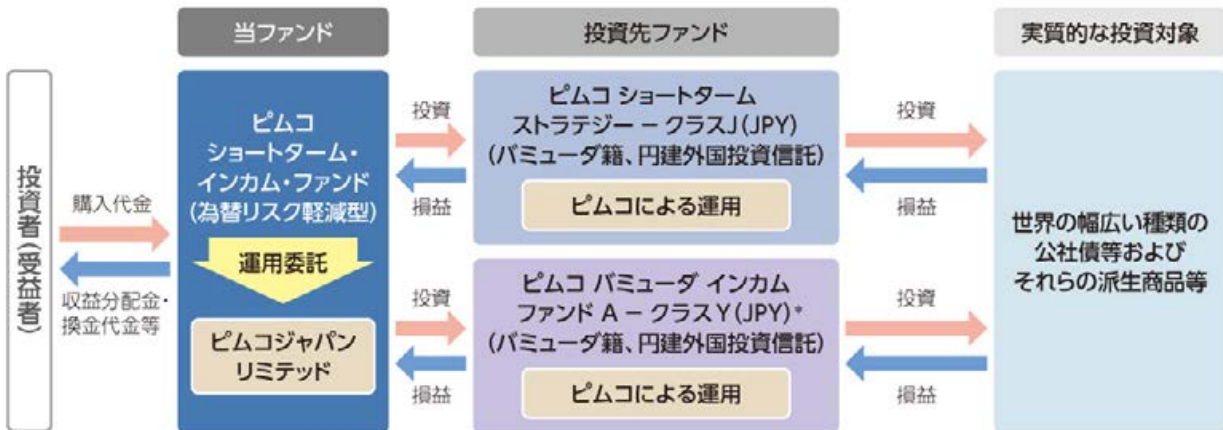 当ファンド
投資先ファンド
実質的な投資対象
投資者(受益者)
購入代金
収益分配金・
換金代金等
ピムコ
ショートターム・
インカム・ファンド
(為替リスク軽減型)
運用委託
ピムコジャパン
リミテッド
投資
損益
ピムコ ショートターム
ストラテジー − クラスJ(JPY)
(バミューダ籍、円建外国投資信託)
ピムコによる運用
投資
損益
投資
損益
ピムコ バミューダ インカム
ファンド A − クラス Y(JPY)*
(バミューダ籍、円建外国投資信託)
ピムコによる運用
投資
損益
世界の幅広い種類の
公社債等および
それらの派生商品等